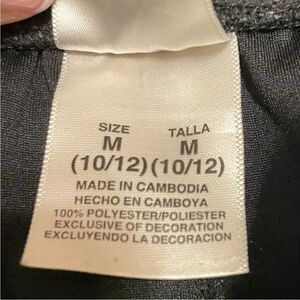 SIZE TALLA
M M
(10/12) (10/12)
MADE IN CAMBODIA
HECHO EN CAMBOYA
100% POLYESTER/POLIESTER
EXCLUSIVE OF DECORATION
EXCLUYENDO LA DECORACION